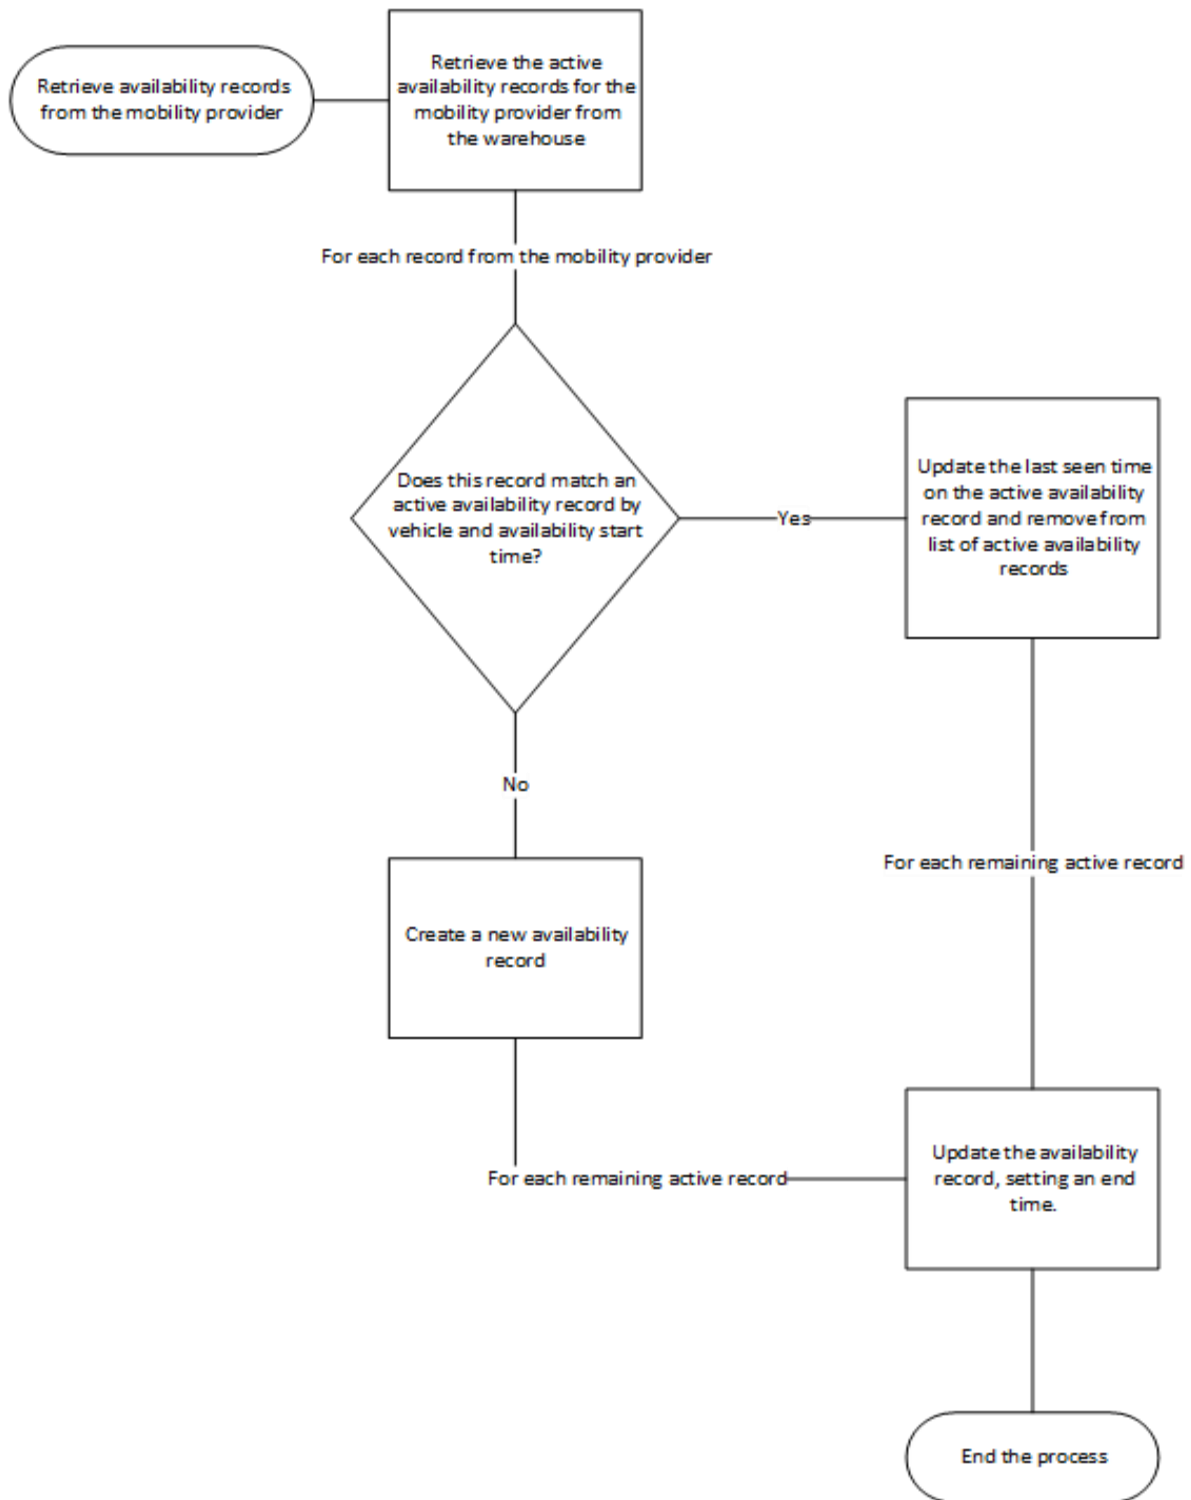 Retrieve availability records
from the mobility provider
Retrieve the active
availability records for the
mobility provider from
the warehouse
For each record from the mobility provider
Does this record match an
active availability record by
vehicle and availability start
time?
Yes
Update the last seen time
on the active availability
record and remove from
list of active availability
records
No
For each remaining active record
Create a new availability
record
For each remaining active record
Update the availability
record, setting an end
time.
End the process